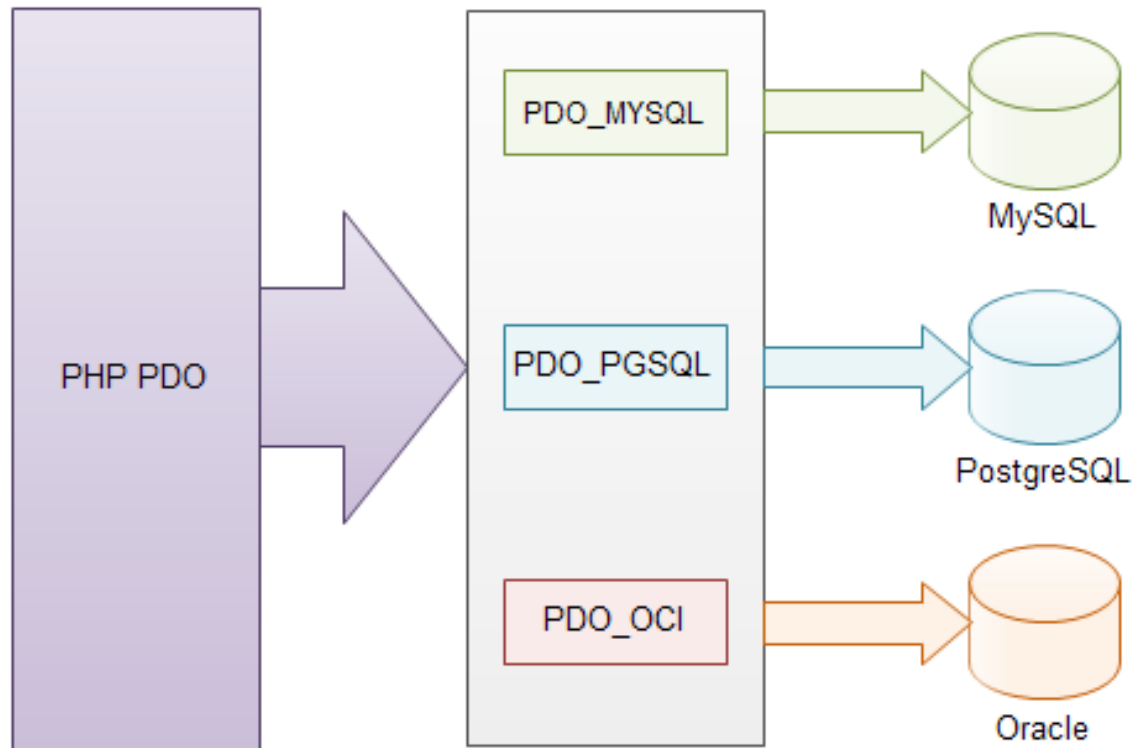 PHP PDO
PDO_MYSQL
MySQL
PDO_PGSQL
PostgreSQL
PDO_OCI
Oracle